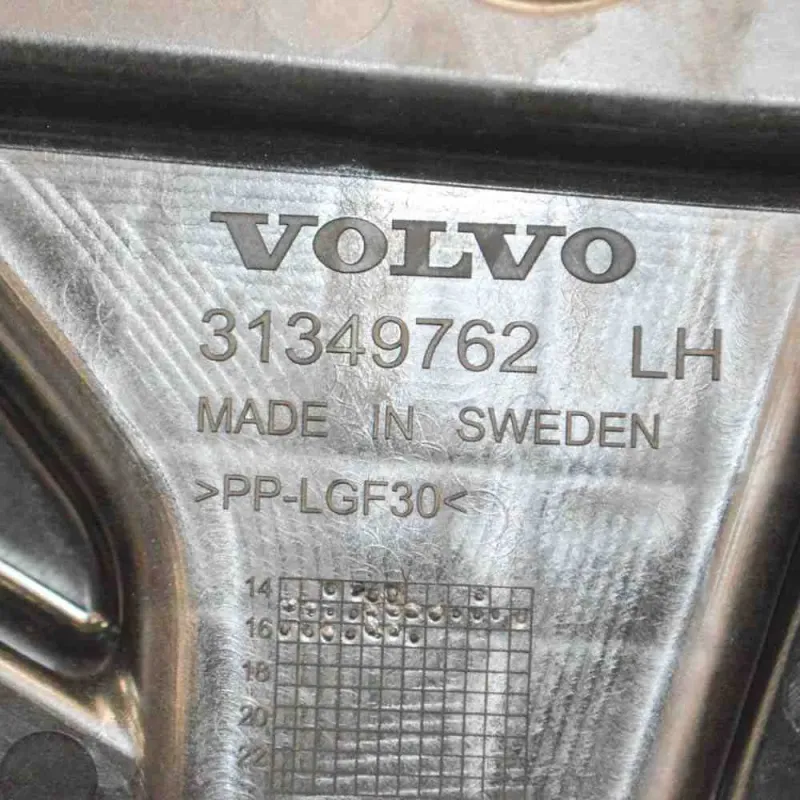 VOLVO
31349762 LH
MADE IN SWEDEN
>PP-LGF30<
14
16
18
20
22